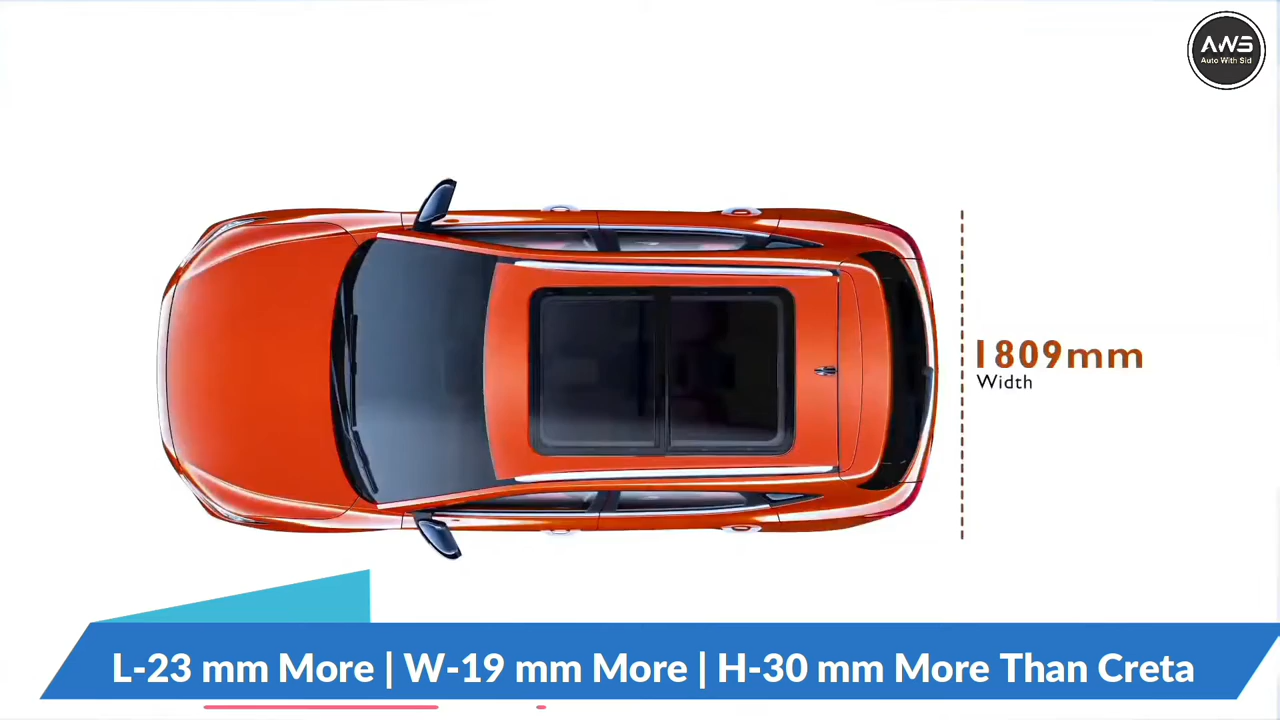 AWS
Auto With Sid
1809mm
Width
L-23 mm More | W-19 mm More | H-30 mm More Than Creta